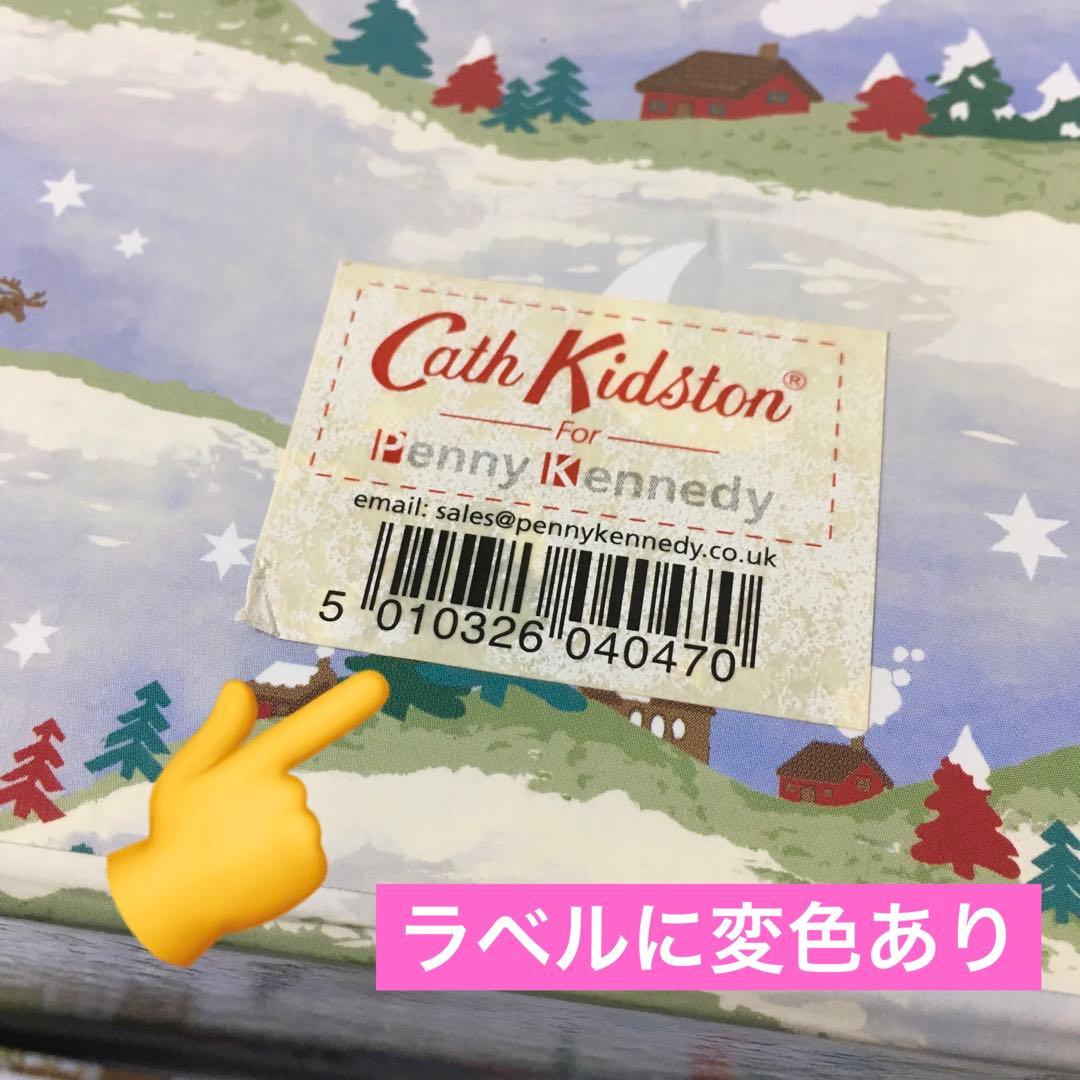 Cath Kidston®
For
Penny Kennedy
email: sales@pennykennedy.co.uk
5 010326 040470
ラベルに変色あり